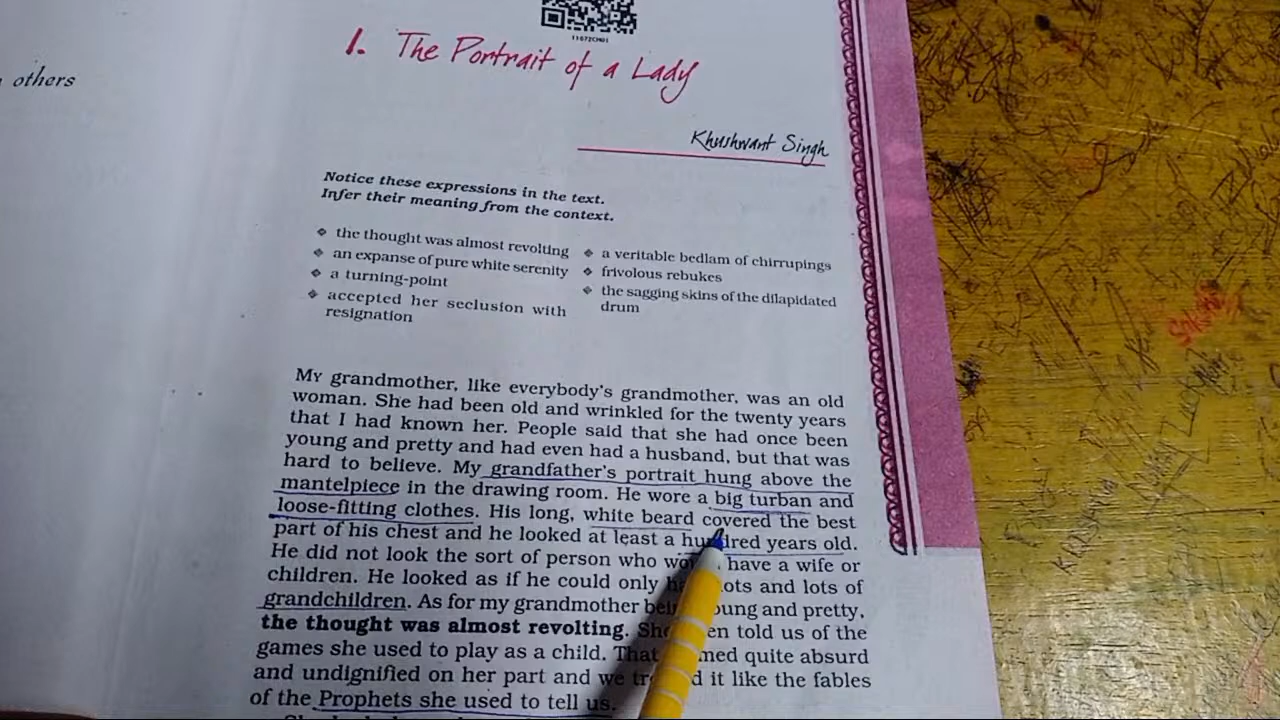 others
11072CH01
1. The Portrait of a Lady
Khushwant Singh
Notice these expressions in the text.
Infer their meaning from the context.
the thought was almost revolting
an expanse of pure white serenity
a turning-point
accepted her seclusion with
resignation
a veritable bedlam of chirrupings
frivolous rebukes
the sagging skins of the dilapidated
drum
My grandmother, like everybody's grandmother, was an old
woman. She had been old and wrinkled for the twenty years
that I had known her. People said that she had once been
young and pretty and had even had a husband, but that was
hard to believe. My grandfather's portrait hung above the
mantelpiece in the drawing room. He wore a big turban and
loose-fitting clothes. His long, white beard covered the best
part of his chest and he looked at least a hundred years old.
He did not look the sort of person who have a wife or
children. He looked as if he could only and lots of
grandchildren. As for my grandmother and pretty,
the thought was almost revolting. told us of the
games she used to play as a child. That quite absurd
and undignified on her part and we it like the fables
of the Prophets she used to tell us.